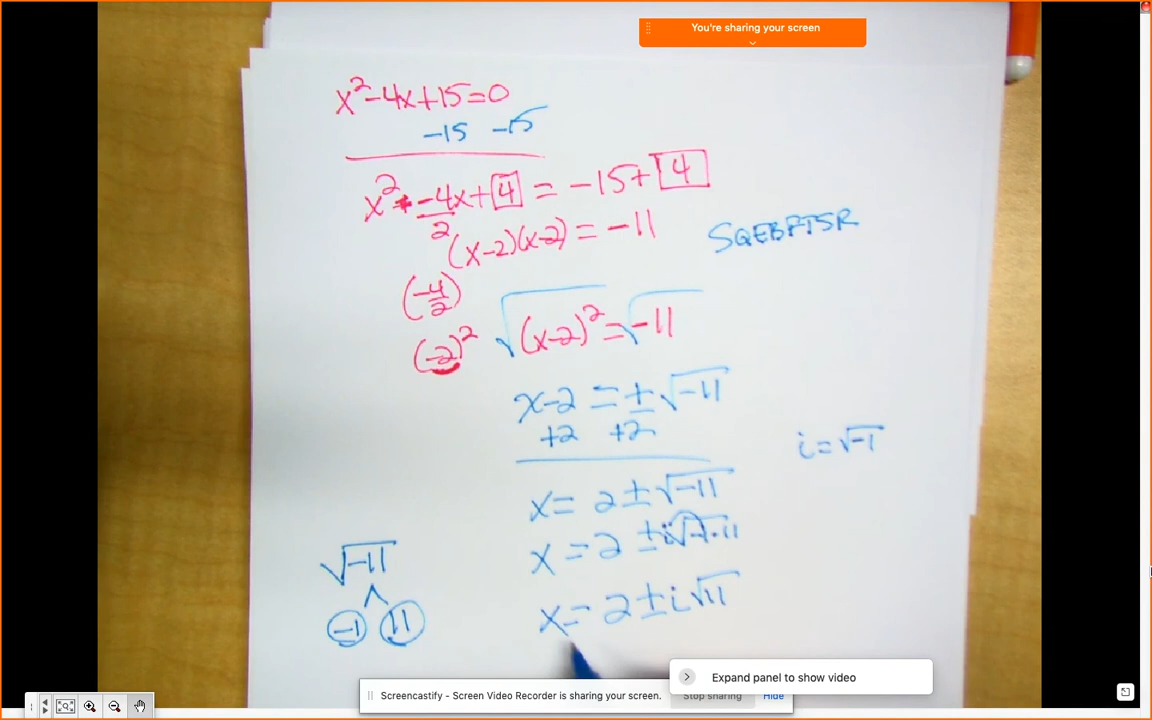 You're sharing your screen
x²-4x+15=0
-15 -15
x² -4x+4 = -15+4
2
(x-2)(x-2) = -11
SQEBPTSR
(-4/2)
(-2)²
√(x-2)² = √-11
x-2 = ±√-11
+2 +2
i=√-1
x= 2±√-11
x = 2 ±i√-1·11
√-11
-1 11
x= 2±i√11
Expand panel to show video
Screencastify - Screen Video Recorder is sharing your screen.
Stop sharing
Hide